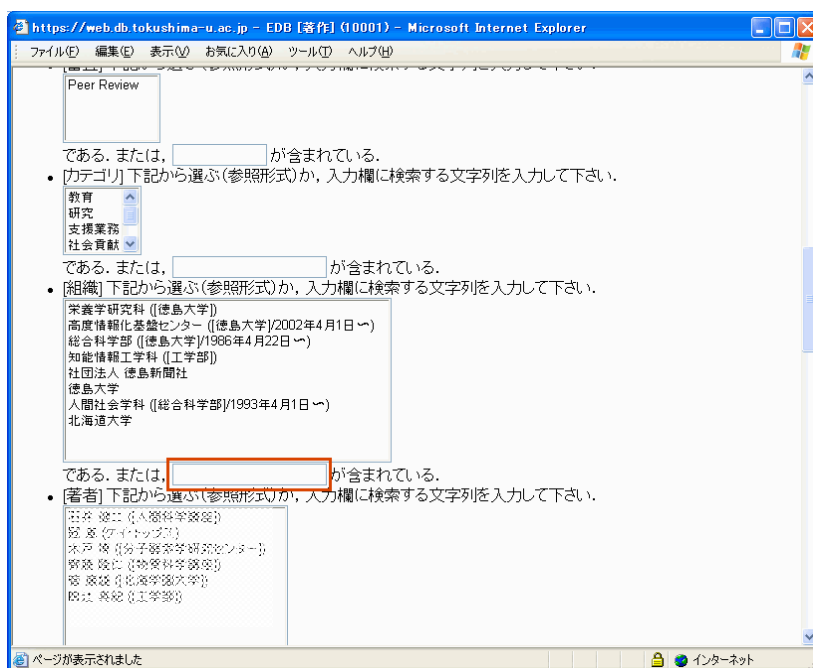 https://web.db.tokushima-u.ac.jp - EDB [著作] (10001) - Microsoft Internet Explorer
ファイル(F) 編集(E) 表示(V) お気に入り(A) ツール(T) ヘルプ(H)
Peer Review
である. または, が含まれている.
• [カテゴリ] 下記から選ぶ(参照形式)か, 入力欄に検索する文字列を入力して下さい.
教育
研究
支援業務
社会貢献
である. または, が含まれている.
• [組織] 下記から選ぶ(参照形式)か, 入力欄に検索する文字列を入力して下さい.
栄養学研究科 ([徳島大学])
高度情報化基盤センター ([徳島大学]/2002年4月1日〜)
総合科学部 ([徳島大学]/1986年4月22日〜)
知能情報工学科 ([工学部])
社団法人 徳島新聞社
徳島大学
人間社会学科 ([総合科学部]/1993年4月1日〜)
北海道大学
である. または, が含まれている.
• [著者] 下記から選ぶ(参照形式)か, 入力欄に検索する文字列を入力して下さい.
ページが表示されました
インターネット